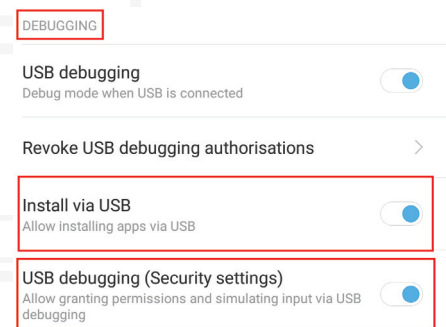 DEBUGGING
USB debugging
Debug mode when USB is connected
Revoke USB debugging authorisations
Install via USB
Allow installing apps via USB
USB debugging (Security settings)
Allow granting permissions and simulating input via USB
debugging